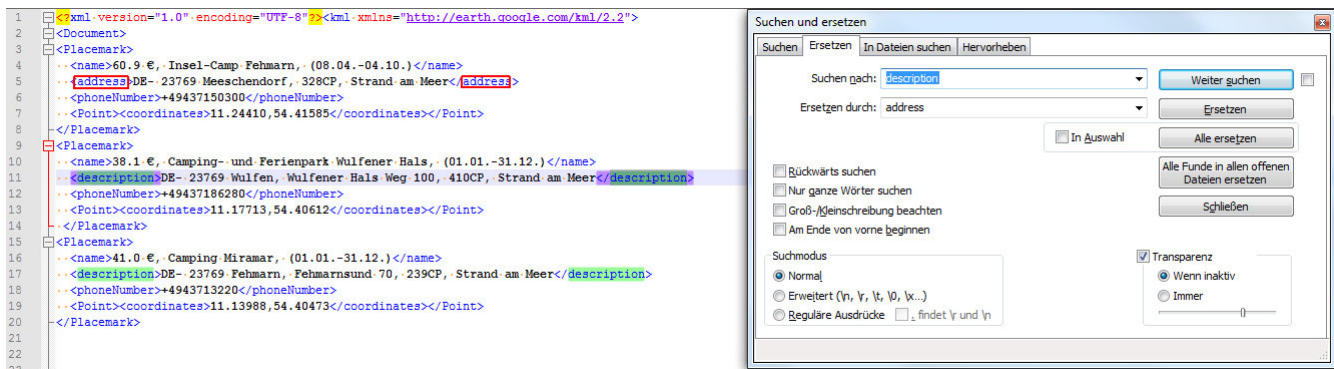 1 <?xml version="1.0" encoding="UTF-8"?><kml xmlns="http://earth.google.com/kml/2.2">
2 <Document>
3 <Placemark>
4 <name>60.9 €, Insel-Camp Fehmarn, (08.04.-04.10.)</name>
5 <address>DE- 23769 Meeschendorf, 328CP, Strand am Meer</address>
6 <phoneNumber>+49437150300</phoneNumber>
7 <Point><coordinates>11.24410,54.41585</coordinates></Point>
8 </Placemark>
9 <Placemark>
10 <name>38.1 €, Camping- und Ferienpark Wulfener Hals, (01.01.-31.12.)</name>
11 <description>DE- 23769 Wulfen, Wulfener Hals Weg 100, 410CP, Strand am Meer</description>
12 <phoneNumber>+49437186280</phoneNumber>
13 <Point><coordinates>11.17713,54.40612</coordinates></Point>
14 </Placemark>
15 <Placemark>
16 <name>41.0 €, Camping Miramar, (01.01.-31.12.)</name>
17 <description>DE- 23769 Fehmarn, Fehmarnsund 70, 239CP, Strand am Meer</description>
18 <phoneNumber>+4943713220</phoneNumber>
19 <Point><coordinates>11.13988,54.40473</coordinates></Point>
20 </Placemark>
21
22
Suchen und ersetzen
Suchen Ersetzen In Dateien suchen Hervorheben
Suchen nach: description Weiter suchen
Ersetzen durch: address Ersetzen
In Auswahl Alle ersetzen
Rückwärts suchen
Nur ganze Wörter suchen
Groß-/Kleinschreibung beachten
Am Ende von vorne beginnen
Alle Funde in allen offenen
Dateien ersetzen
Schließen
Suchmodus
Normal
Erweitert (\n, \r, \t, \0, \x...)
Reguläre Ausdrücke . findet \r und \n
Transparenz
Wenn inaktiv
Immer